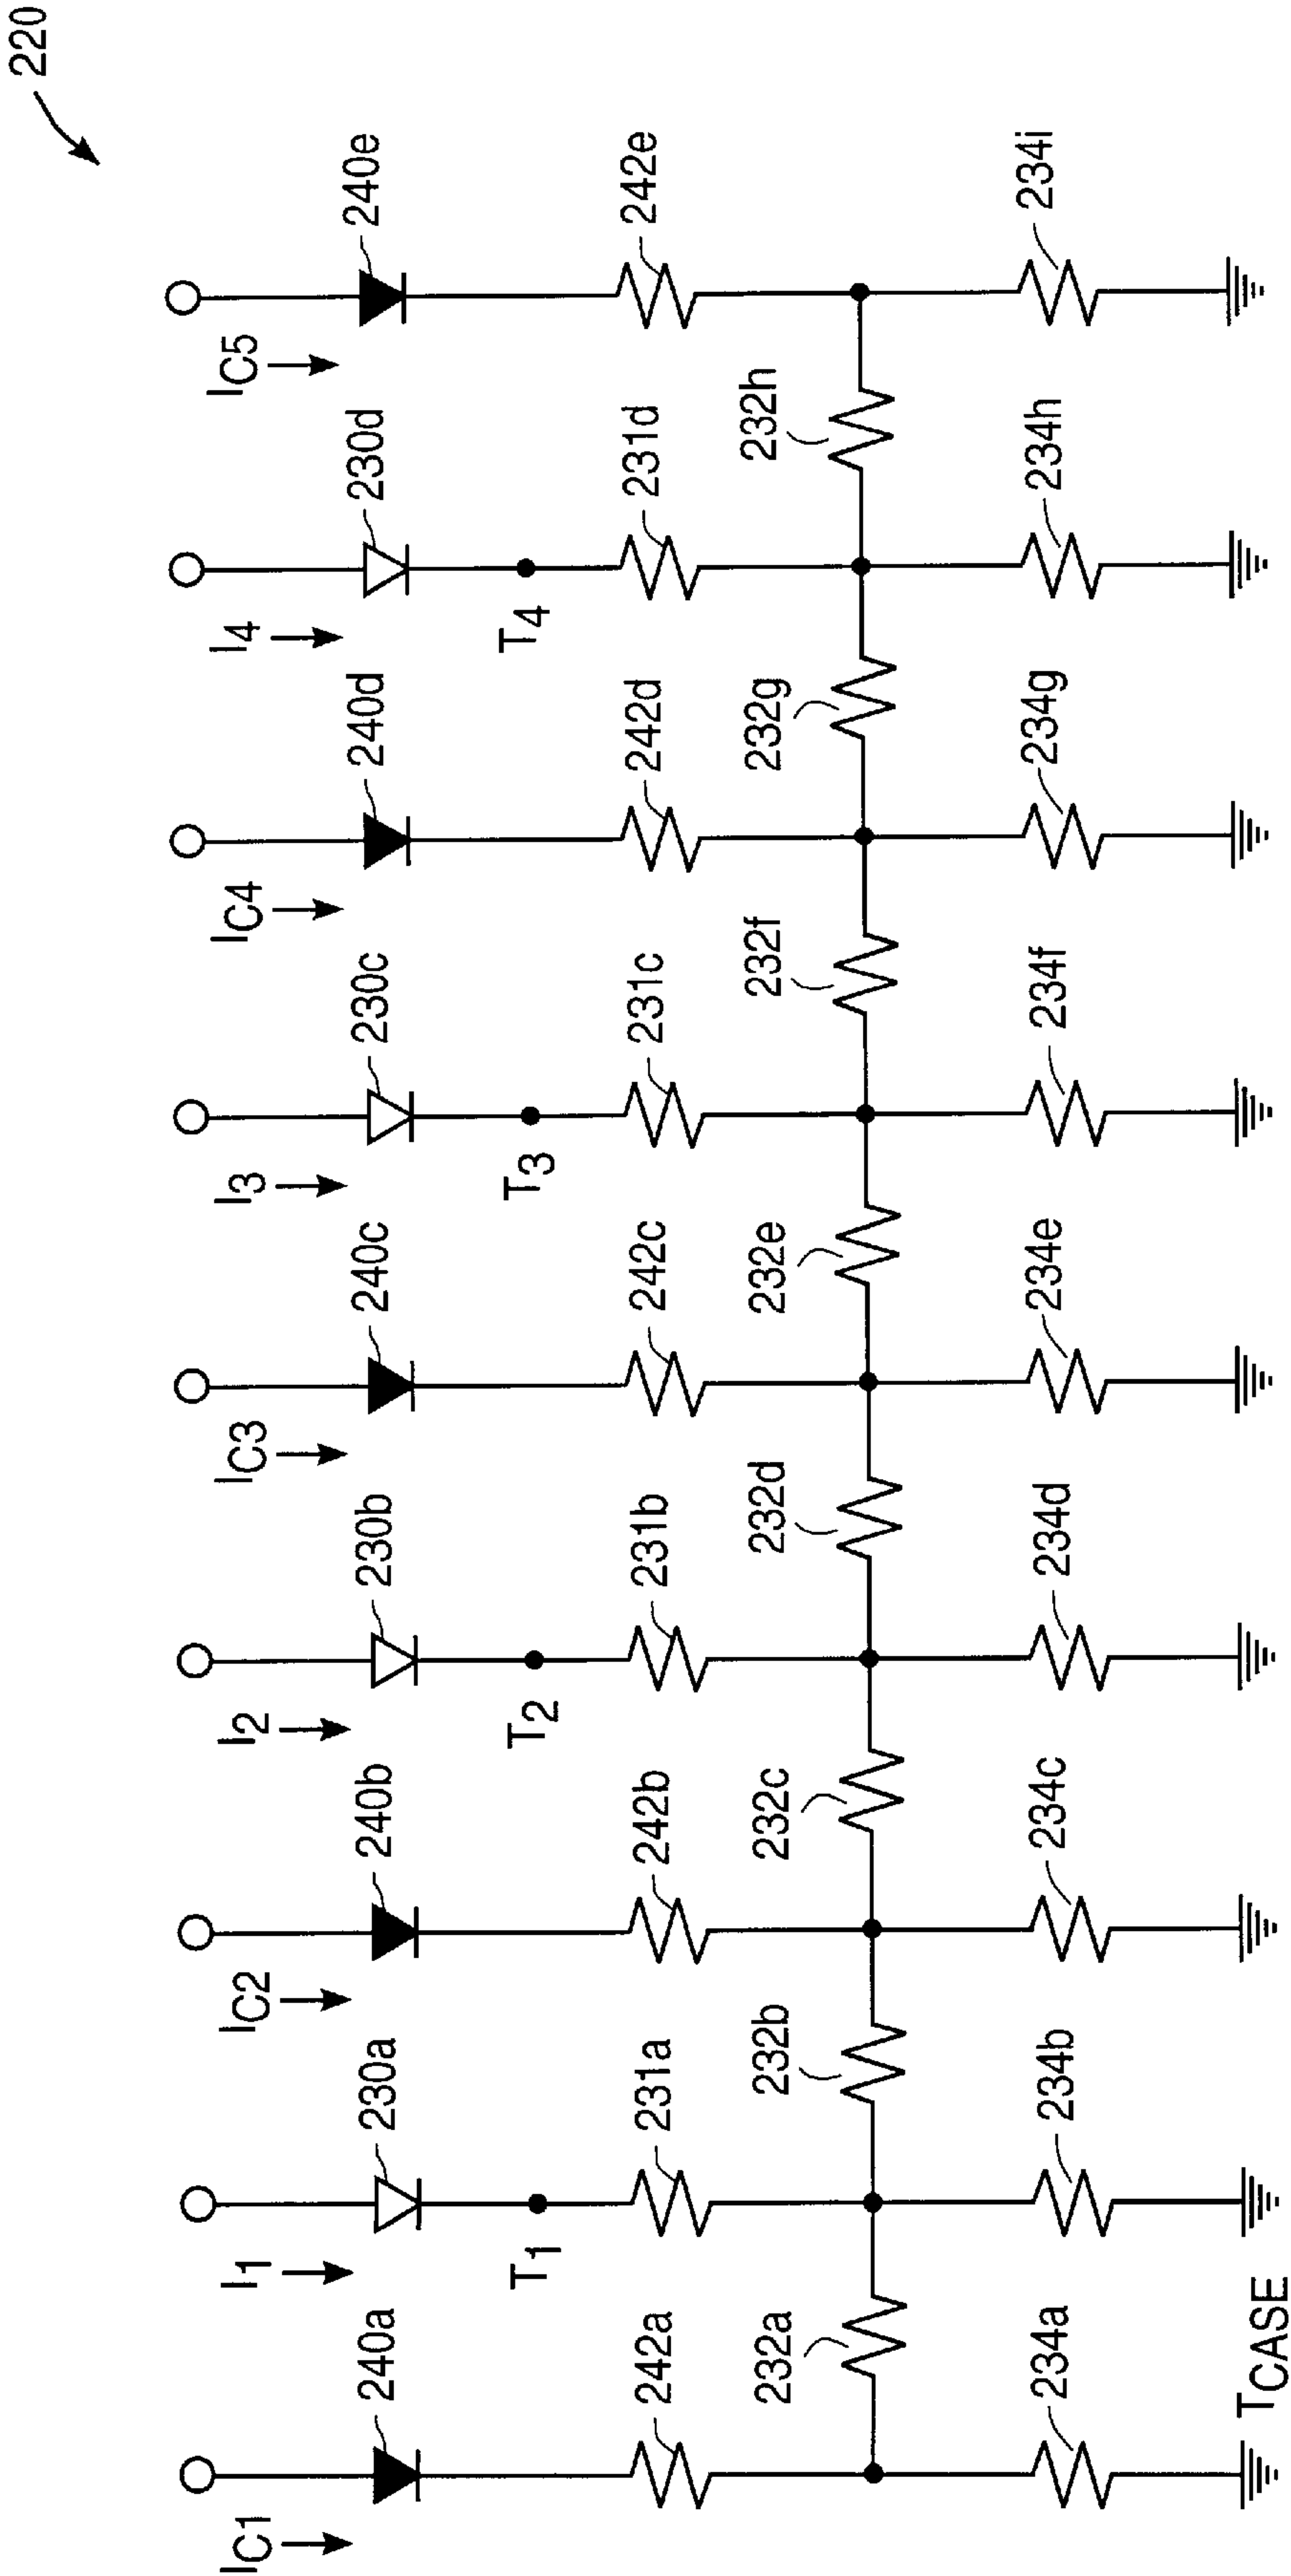 220
240a 230a 240b 230b 240c 230c 240d 230d 240e
IC1 I1 IC2 I2 IC3 I3 IC4 I4 IC5
T1 T2 T3 T4
242a 231a 242b 231b 242c 231c 242d 231d 242e
232a 232b 232c 232d 232e 232f 232g 232h
234a 234b 234c 234d 234e 234f 234g 234h 234i
TCASE